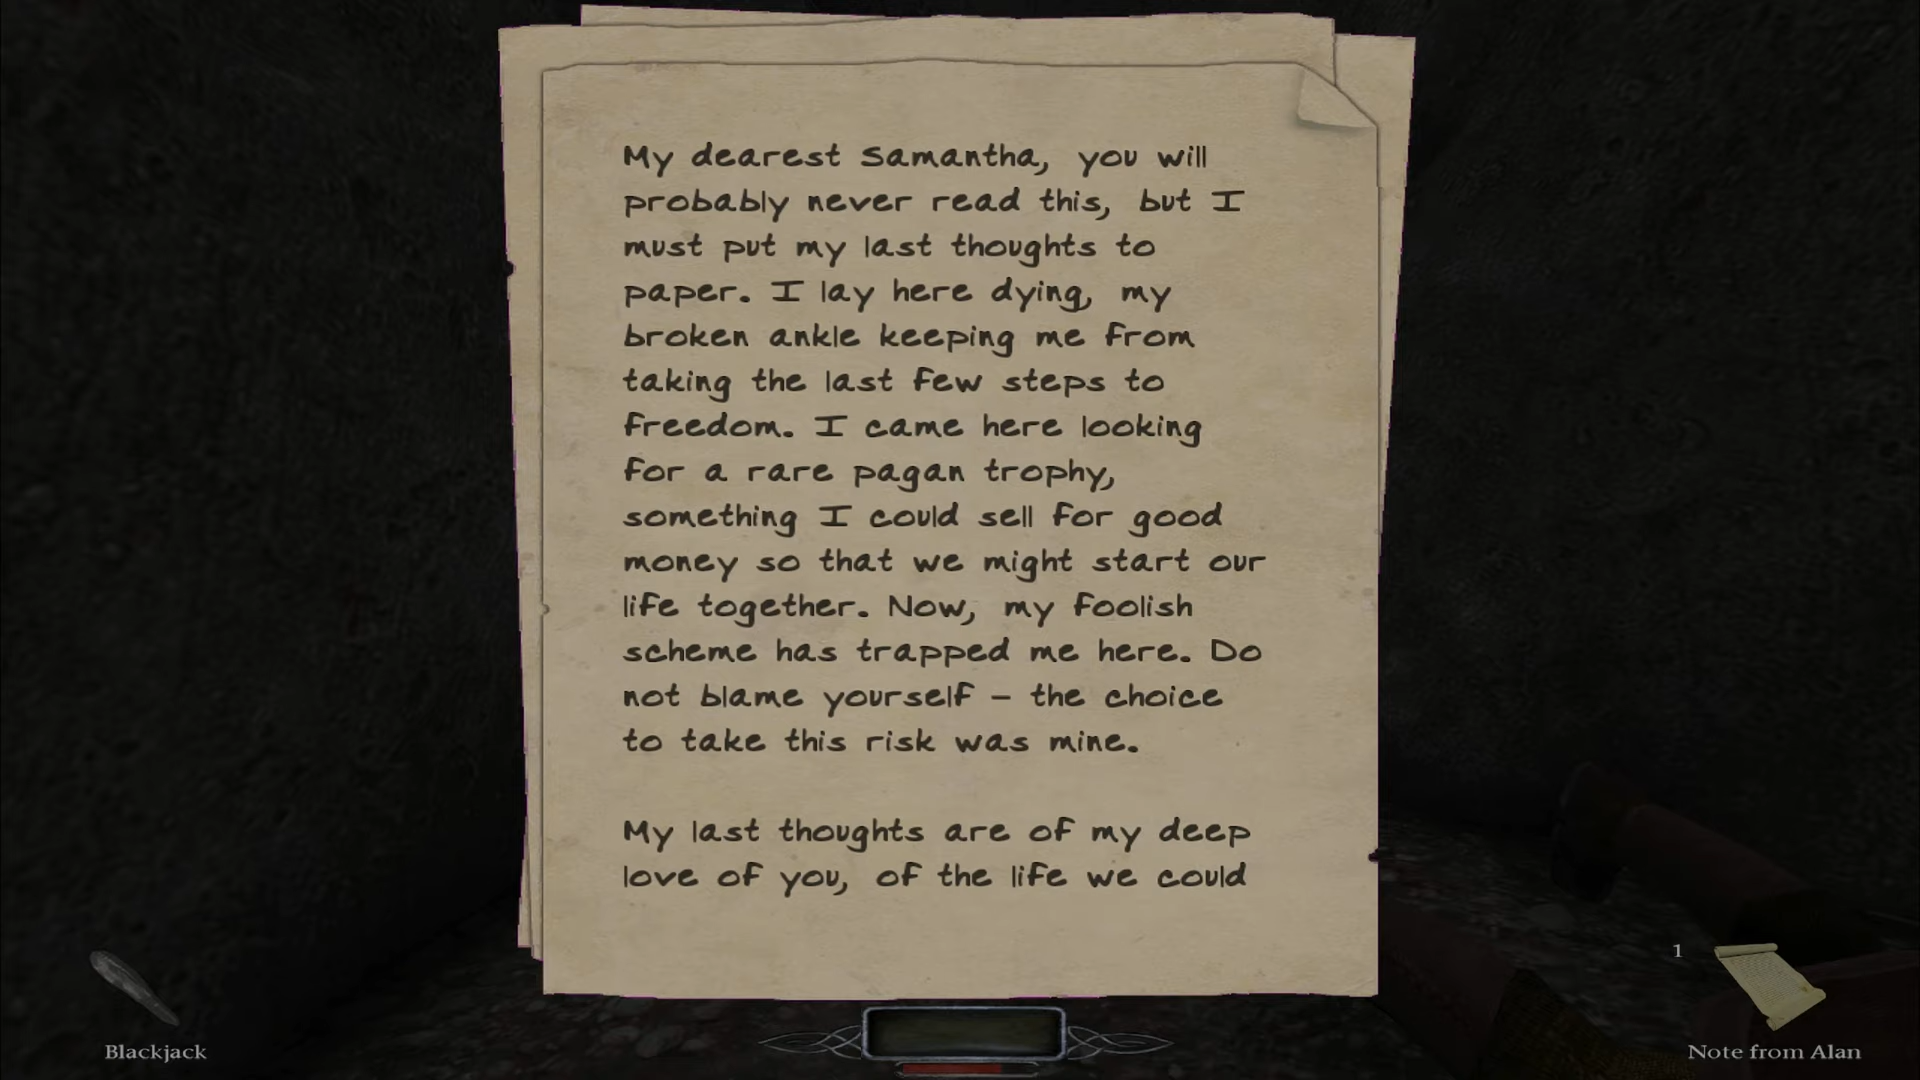 My dearest Samantha, you will
probably never read this, but I
must put my last thoughts to
paper. I lay here dying, my
broken ankle keeping me from
taking the last few steps to
freedom. I came here looking
for a rare pagan trophy,
something I could sell for good
money so that we might start our
life together. Now, my foolish
scheme has trapped me here. Do
not blame yourself – the choice
to take this risk was mine.

My last thoughts are of my deep
love of you, of the life we could
1
Blackjack
Note from Alan